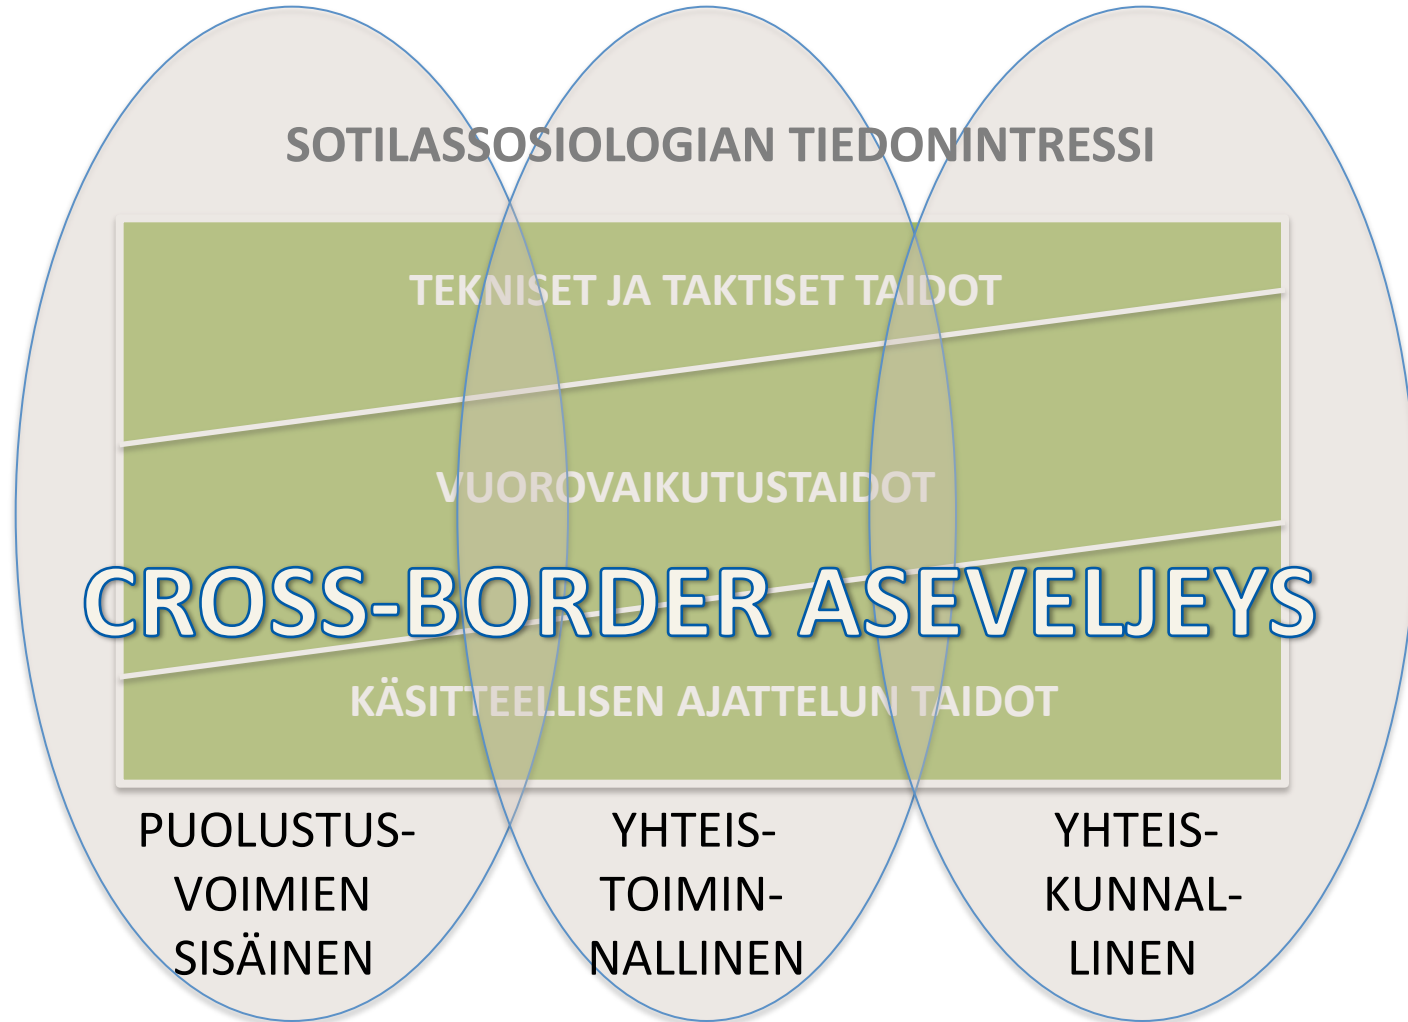 SOTILASSOSIOLOGIAN TIEDONINTRESSI
TEKNISET JA TAKTISET TAIDOT
VUOROVAIKUTUSTAIDOT
CROSS-BORDER ASEVELJEYS
KÄSITTEELLISEN AJATTELUN TAIDOT
PUOLUSTUS-
VOIMIEN
SISÄINEN
YHTEIS-
TOIMIN-
NALLINEN
YHTEIS-
KUNNAL-
LINEN